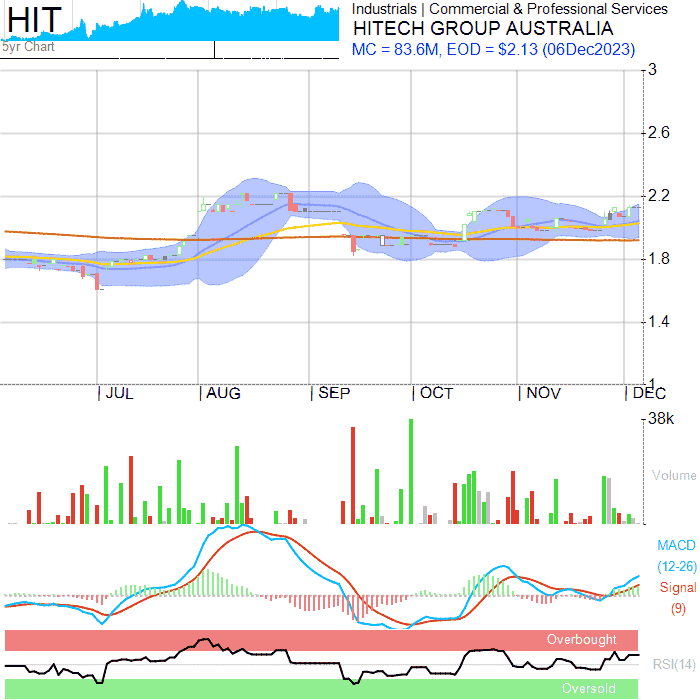 HIT
5yr Chart
Industrials | Commercial & Professional Services
HITECH GROUP AUSTRALIA
MC = 83.6M, EOD = $2.13 (06Dec2023)
3
2.6
2.2
1.8
1.4
1
JUL AUG SEP OCT NOV DEC
38k
Volume
MACD
(12-26)
Signal
(9)
Overbought
RSI(14)
Oversold